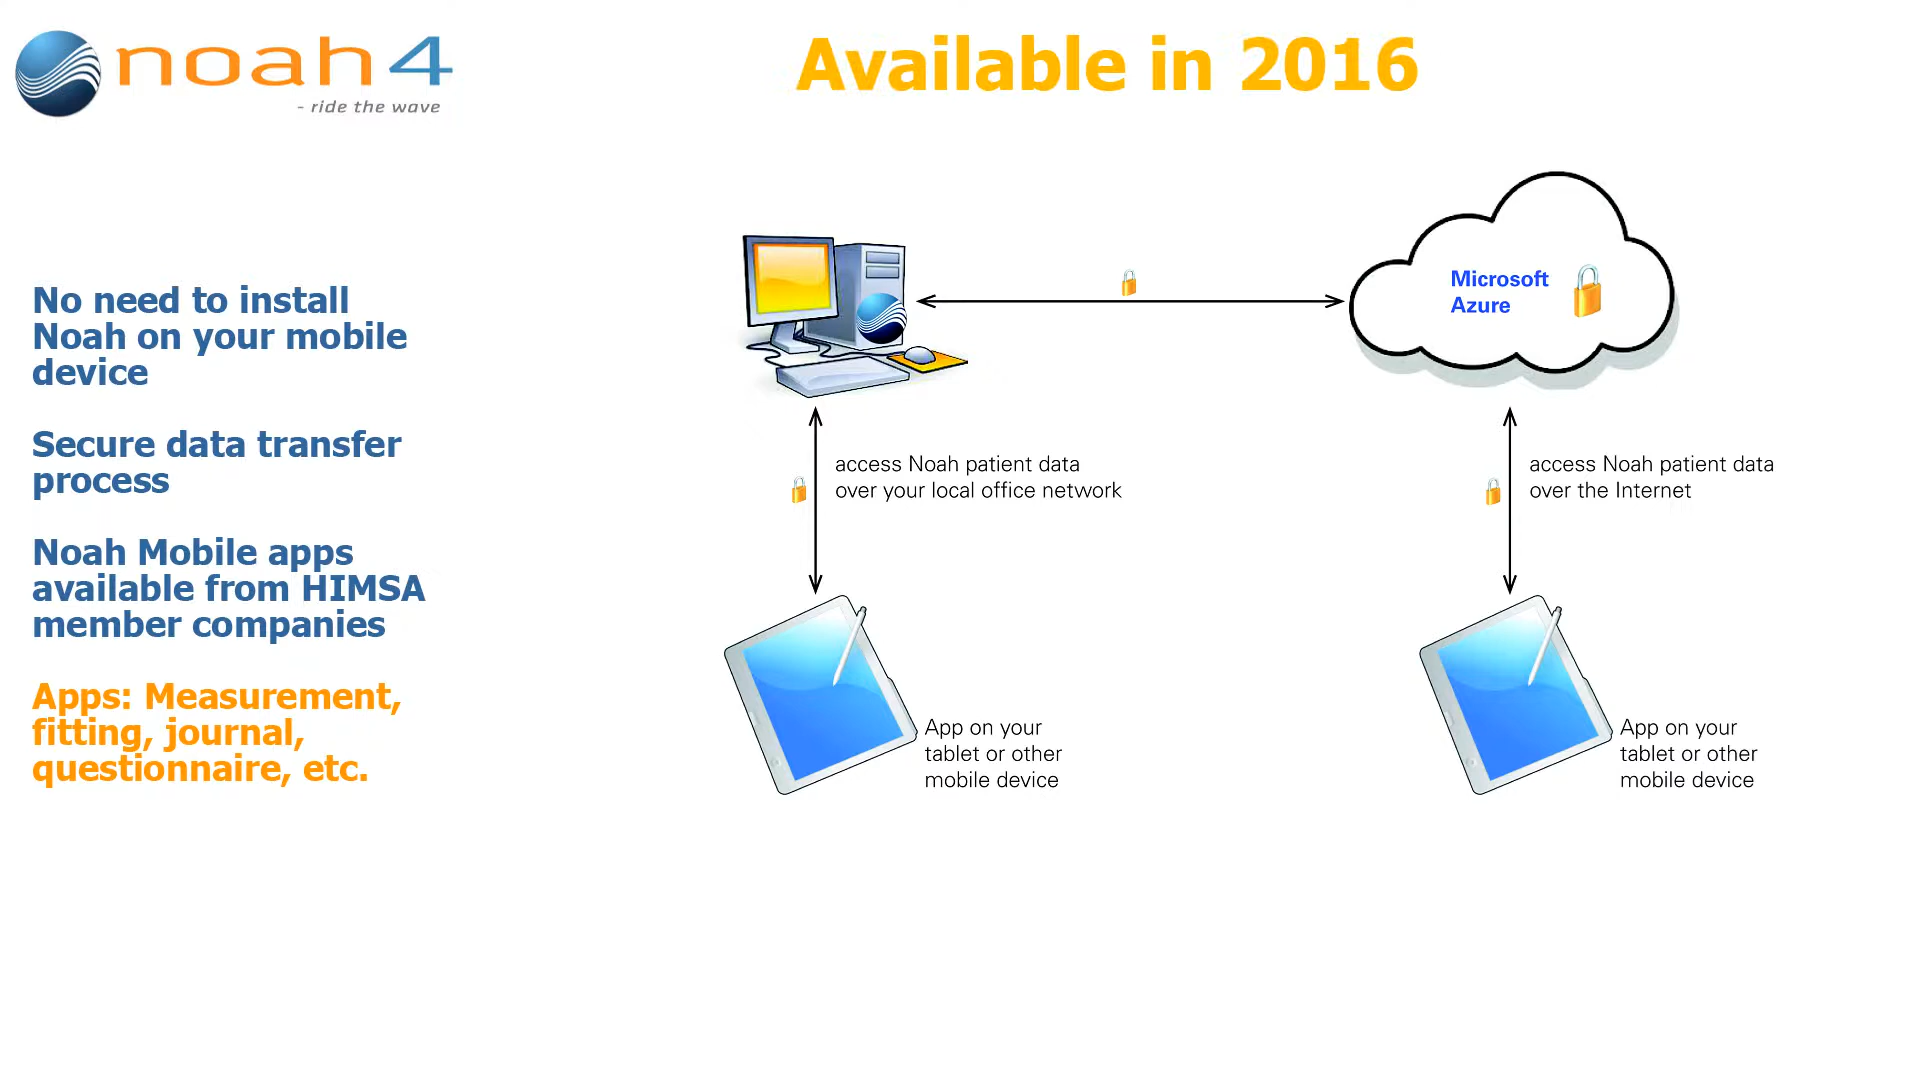 noah 4
- ride the wave
Available in 2016
No need to install
Noah on your mobile
device
Secure data transfer
process
Noah Mobile apps
available from HIMSA
member companies
Apps: Measurement,
fitting, journal,
questionnaire, etc.
Microsoft
Azure
access Noah patient data
over your local office network
access Noah patient data
over the Internet
App on your
tablet or other
mobile device
App on your
tablet or other
mobile device